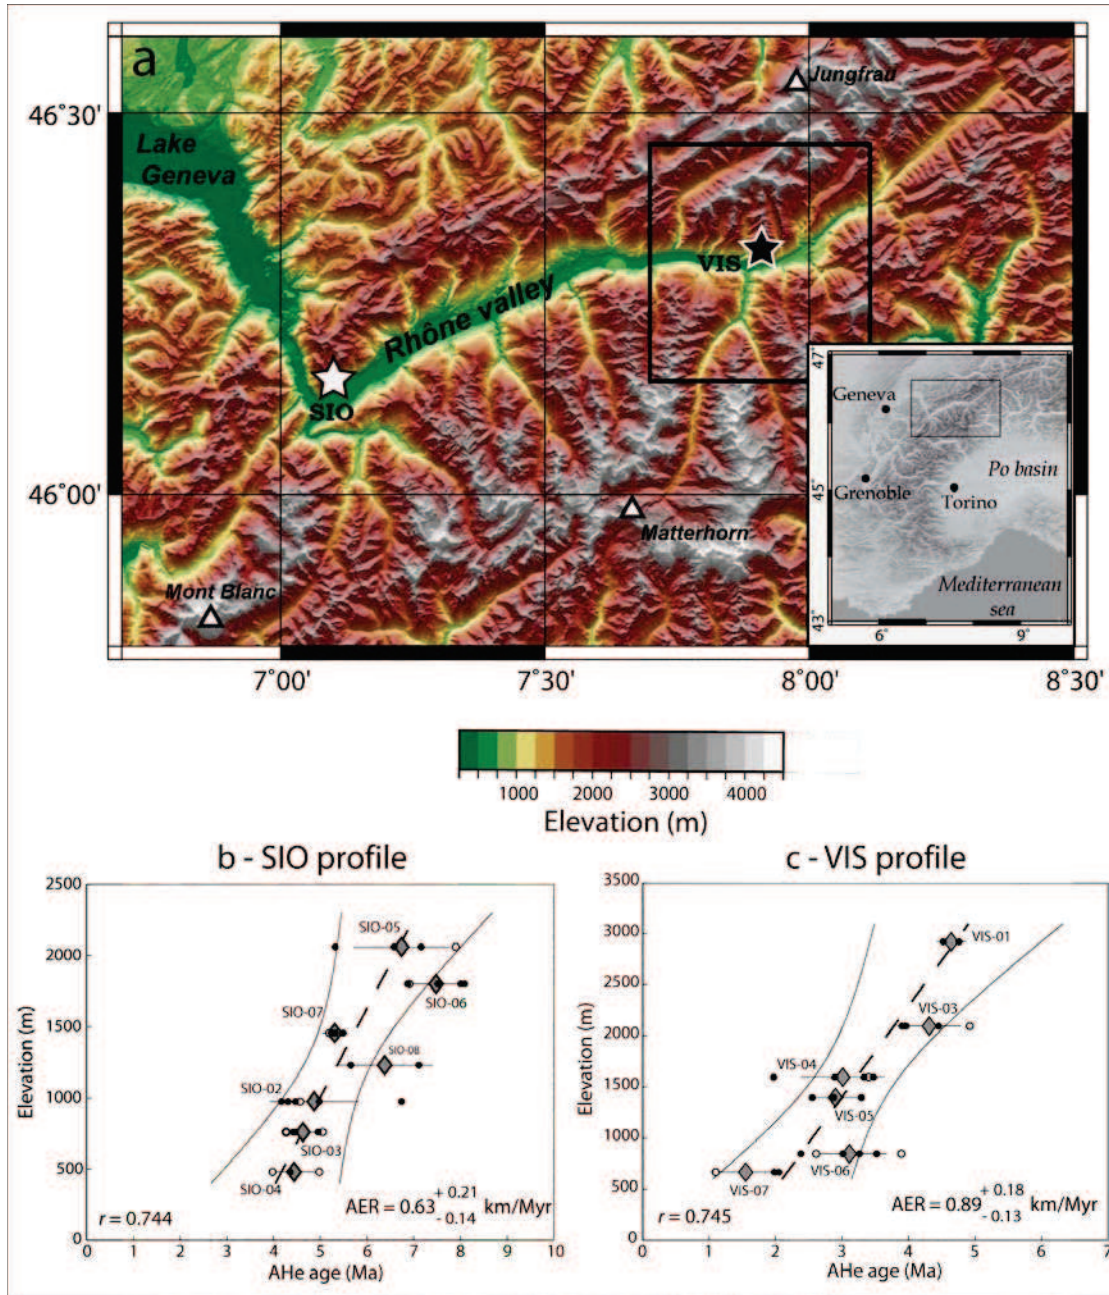 a
Jungfrau
46°30'
Lake
Geneva
VIS
Rhône valley
SIO
47°
Geneva
Po basin
46°00'
45°
Grenoble
Torino
Matterhorn
Mont Blanc
Mediterranean
sea
43°
6°
9°
7°00'
7°30'
8°00'
8°30'
1000
2000
3000
4000
Elevation (m)
b - SIO profile
2500
2000
1500
1000
500
0
Elevation (m)
SIO-05
SIO-06
SIO-07
SIO-08
SIO-02
SIO-03
SIO-04
r = 0.744
AER = 0.63 + 0.21 - 0.14 km/Myr
0 1 2 3 4 5 6 7 8 9 10
AHe age (Ma)
c - VIS profile
3500
3000
2500
2000
1500
1000
500
0
Elevation (m)
VIS-01
VIS-03
VIS-04
VIS-05
VIS-06
VIS-07
r = 0.745
AER = 0.89 + 0.18 - 0.13 km/Myr
0 1 2 3 4 5 6 7
AHe age (Ma)